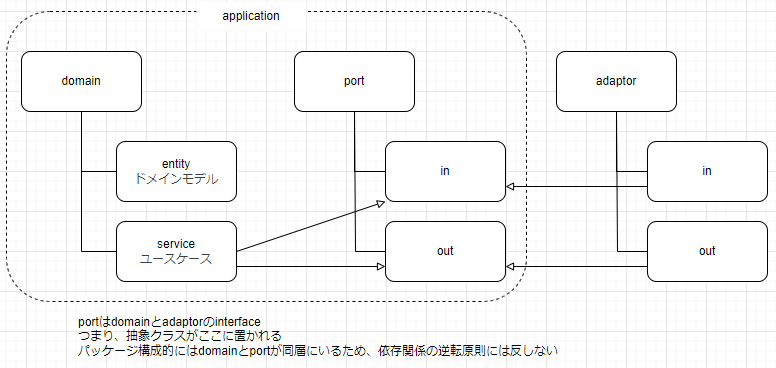 application
domain
port
adaptor
entity
ドメインモデル
in
in
service
ユースケース
out
out
portはdomainとadaptorのinterface
つまり、抽象クラスがここに置かれる
パッケージ構成的にはdomainとportが同層にいるため、依存関係の逆転原則には反しない